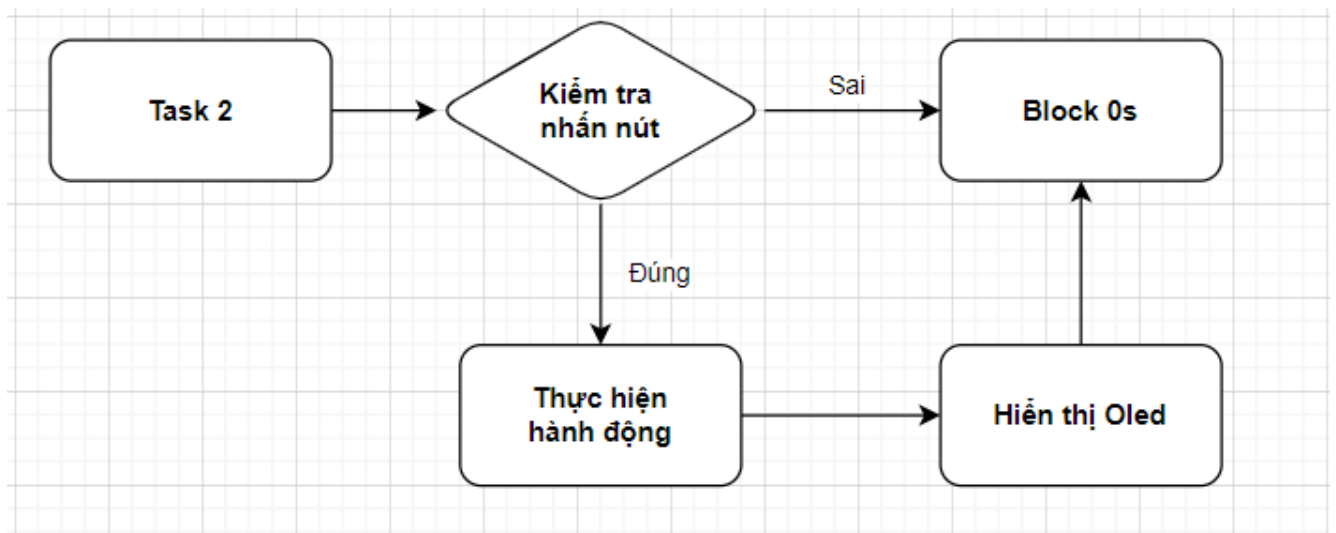 Task 2
Kiểm tra
nhấn nút
Sai
Block 0s
Đúng
Thực hiện
hành động
Hiển thị Oled